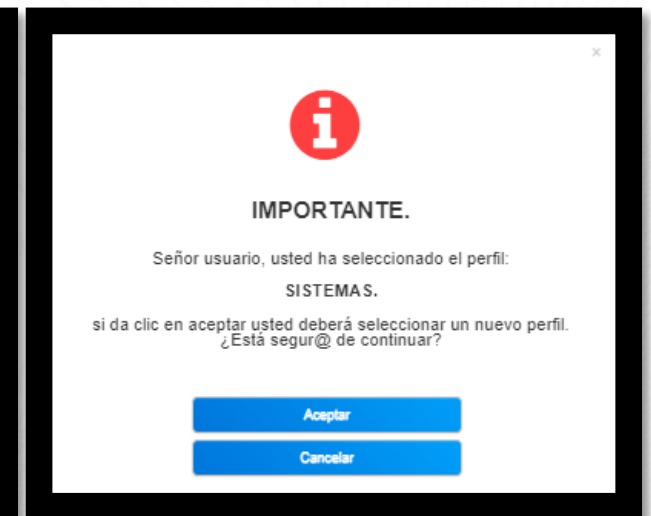 ×
IMPORTANTE.
Señor usuario, usted ha seleccionado el perfil:
SISTEMAS.
si da clic en aceptar usted deberá seleccionar un nuevo perfil.
¿Está segur@ de continuar?
Aceptar
Cancelar